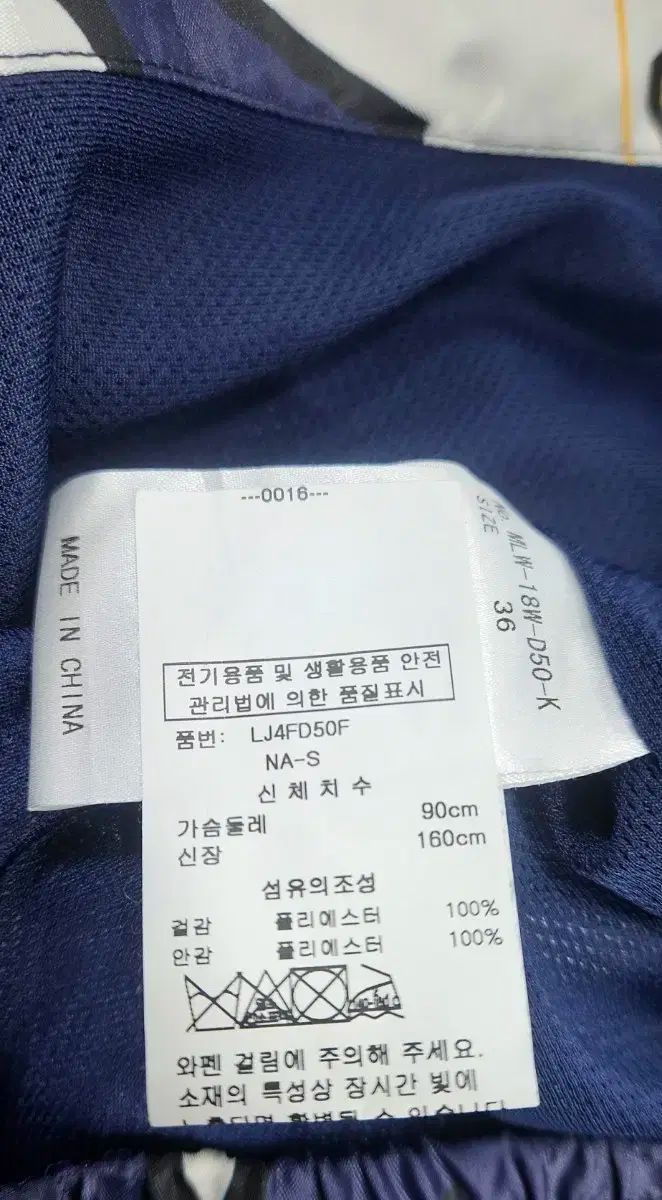 ---0016---
MADE IN CHINA
No. MLW-18W-D50-K
SIZE
36
전기용품 및 생활용품 안전
관리법에 의한 품질표시
품번: LJ4FD50F
NA-S
신 체 치 수
가슴둘레 90cm
신장 160cm
섬유의조성
겉감 폴리에스터 100%
안감 폴리에스터 100%
와펜 걸림에 주의해 주세요.
소재의 특성상 장시간 빛에